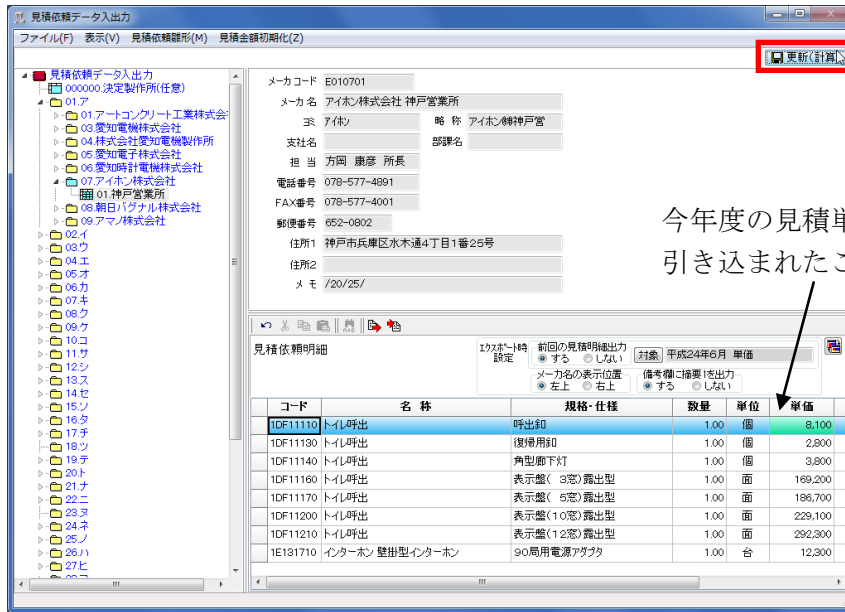 見積依頼データ入出力
ファイル(F) 表示(V) 見積依頼雛形(M) 見積金額初期化(Z)
更新(計算
見積依頼データ入出力
000000.決定製作所(任意)
01.ア
01.アートコンクリート工業株式会
03.愛知電機株式会社
04.株式会社愛知電機製作所
05.愛知電子株式会社
06.愛知時計電機株式会社
07.アイホン株式会社
01.神戸営業所
08.朝日バグナル株式会社
09.アマノ株式会社
02.イ
03.ウ
04.エ
05.オ
06.カ
07.キ
08.ク
09.ケ
10.コ
11.サ
12.シ
13.ス
14.セ
15.ソ
16.タ
17.チ
18.ツ
19.テ
20.ト
21.ナ
22.ニ
23.ヌ
24.ネ
25.ノ
26.ハ
27.ヒ
メーカコード E010701
メーカ名 アイホン株式会社 神戸営業所
ヨミ アイホン 略 称 アイホン㈱神戸営
支社名 部課名
担 当 方岡 康彦 所長
電話番号 078-577-4891
FAX番号 078-577-4001
郵便番号 652-0802
住所1 神戸市兵庫区水木通4丁目1番25号
住所2
メ モ /20/25/
今年度の見積単
引き込まれたこ
見積依頼明細
エクスポート時設定 前回の見積明細出力 する しない 対象 平成24年6月 単価
メーカ名の表示位置 左上 右上 備考欄に摘要1を出力 する しない
コード 名 称 規格・仕様 数量 単位 単価
1DF11110 トイレ呼出 呼出釦 1.00 個 8,100
1DF11130 トイレ呼出 復帰用釦 1.00 個 2,800
1DF11140 トイレ呼出 角型廊下灯 1.00 個 3,800
1DF11160 トイレ呼出 表示盤( 3窓)露出型 1.00 面 169,200
1DF11170 トイレ呼出 表示盤( 5窓)露出型 1.00 面 186,700
1DF11200 トイレ呼出 表示盤(10窓)露出型 1.00 面 229,100
1DF11210 トイレ呼出 表示盤(12窓)露出型 1.00 面 292,300
1E131710 インターホン 壁掛型インターホン 90局用電源アダプタ 1.00 台 12,300